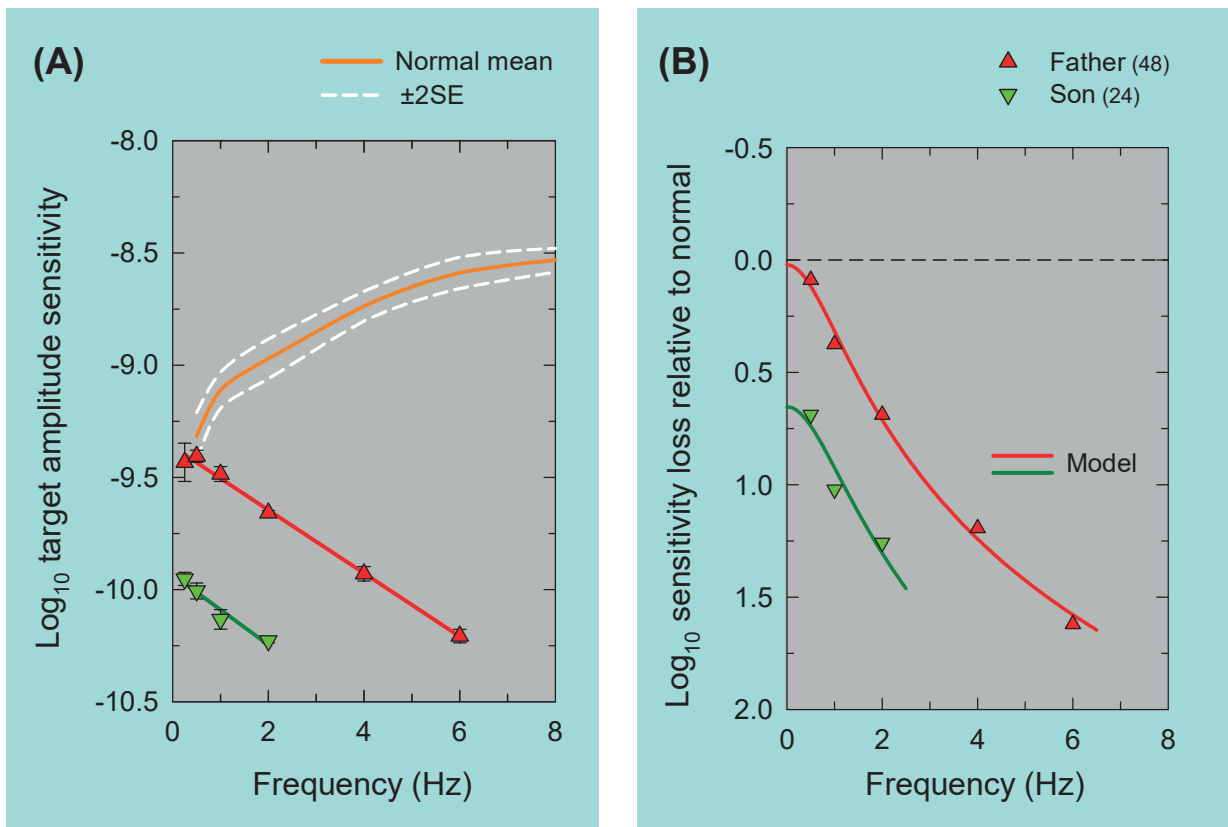 (A)
Normal mean
±2SE
Log10 target amplitude sensitivity
-8.0
-8.5
-9.0
-9.5
-10.0
-10.5
0
2
4
6
8
Frequency (Hz)
(B)
Father (48)
Son (24)
Log10 sensitivity loss relative to normal
-0.5
0.0
0.5
1.0
1.5
2.0
Model
0
2
4
6
8
Frequency (Hz)